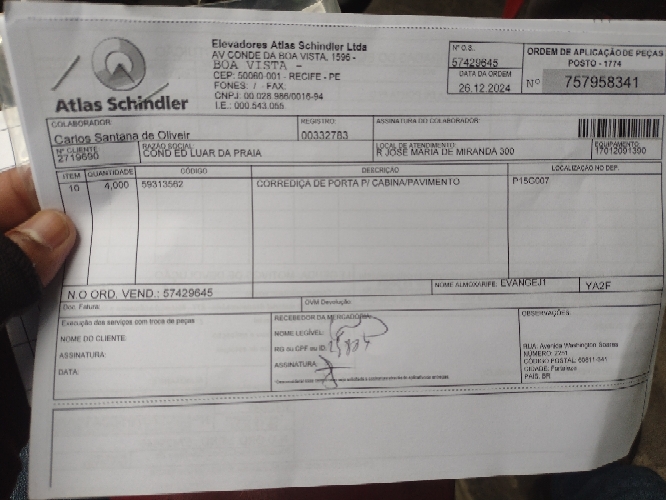 Atlas Schindler
Elevadores Atlas Schindler Ltda
AV CONDE DA BOA VISTA, 1596 -
BOA VISTA -
CEP: 50060-001 - RECIFE - PE
FONES: / - FAX:
CNPJ: 00.028.986/0016-94
I.E.: 000.543.055
N° O.S.:
57429645
DATA DA ORDEM
26.12.2024
ORDEM DE APLICAÇÃO DE PEÇAS
POSTO - 1774
N° 757958341
COLABORADOR:
Carlos Santana de Oliveir
REGISTRO:
00332783
ASSINATURA DO COLABORADOR:
N° CLIENTE
2719690
RAZÃO SOCIAL
COND ED LUAR DA PRAIA
LOCAL DE ATENDIMENTO:
R JOSE MARIA DE MIRANDA 300
EQUIPAMENTO:
17012001390
ITEM QUANTIDADE CÓDIGO DESCRIÇÃO LOCALIZAÇÃO NO DEP.
10 4,000 59313562 CORREDIÇA DE PORTA P/ CABINA/PAVIMENTO P15G007
N.O ORD. VEND.: 57429645
NOME ALMOXARIFE: EVANCEJ1
YA2F
Doc. Fatura:
OVM Devolução:
Execução dos serviços com troca de peças
NOME DO CLIENTE:
ASSINATURA:
DATA:
RECEBEDOR DA MERCADORIA:
NOME LEGÍVEL:
RG ou CPF ou ID:
ASSINATURA:
OBSERVAÇÕES
RUA: Avenida Washington Soares
CÓDIGO POSTAL: 60811-341
CIDADE: Fortaleza
PAÍS: BR